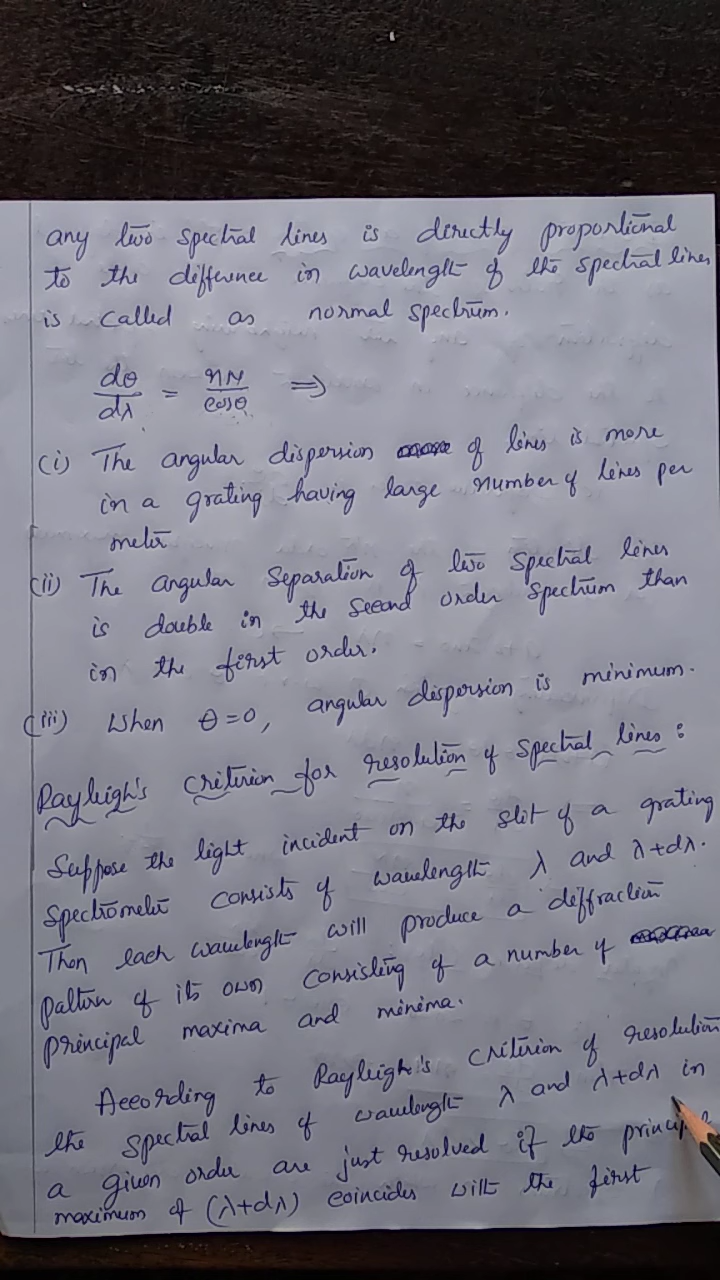 any two spectral lines is directly proportional
to the difference in wavelength of the spectral lines
is called as normal spectrum.
dθ/dλ = nN/cosθ ⇒
(i) The angular dispersion of lines is more
in a grating having large number of lines per
meter
(ii) The angular separation of two spectral lines
is double in the second order spectrum than
in the first order.
(iii) When θ=0, angular dispersion is minimum.
Rayleigh's criterion for resolution of spectral lines :
Suppose the light incident on the slit of a grating
spectrometer consists of wavelength λ and λ+dλ.
Then each wavelength will produce a diffraction
pattern of its own consisting of a number of
principal maxima and minima.
According to Rayleigh's criterion of resolution
the spectral lines of wavelength λ and λ+dλ in
a given order are just resolved if the
maximum of (λ+dλ) coincides with the first